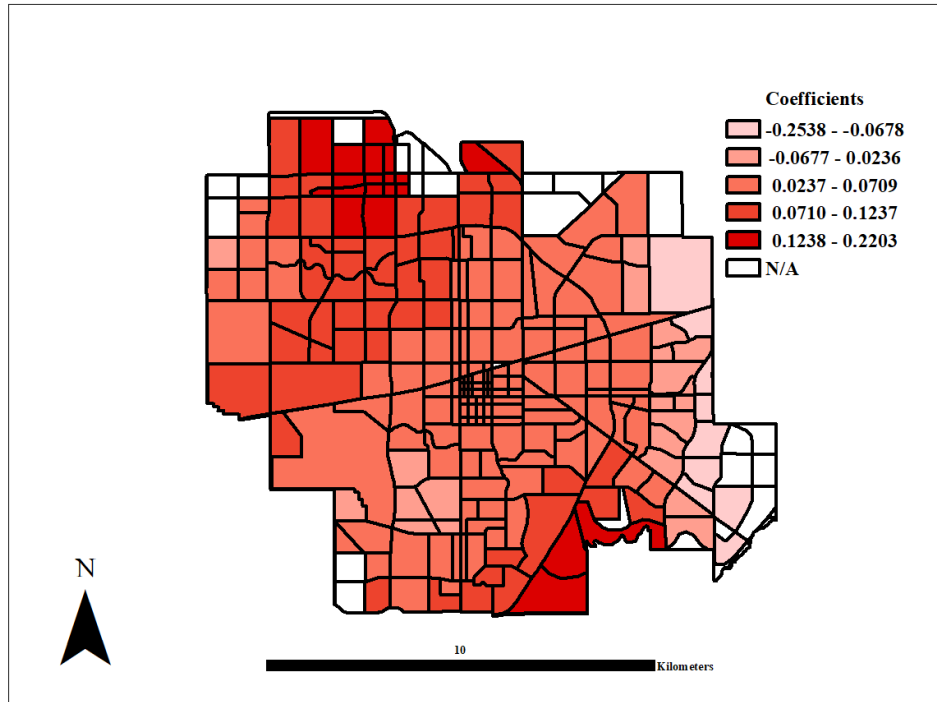 Coefficients
-0.2538 - -0.0678
-0.0677 - 0.0236
0.0237 - 0.0709
0.0710 - 0.1237
0.1238 - 0.2203
N/A
N
10
Kilometers